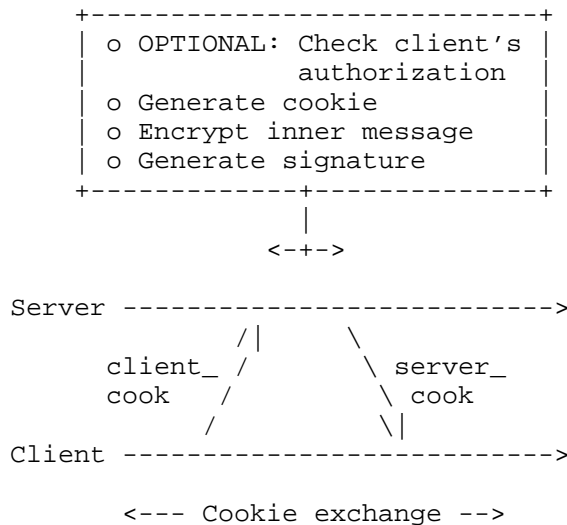 o OPTIONAL: Check client's
authorization
o Generate cookie
o Encrypt inner message
o Generate signature
Server
client_ server_
cook cook
Client
<--- Cookie exchange -->